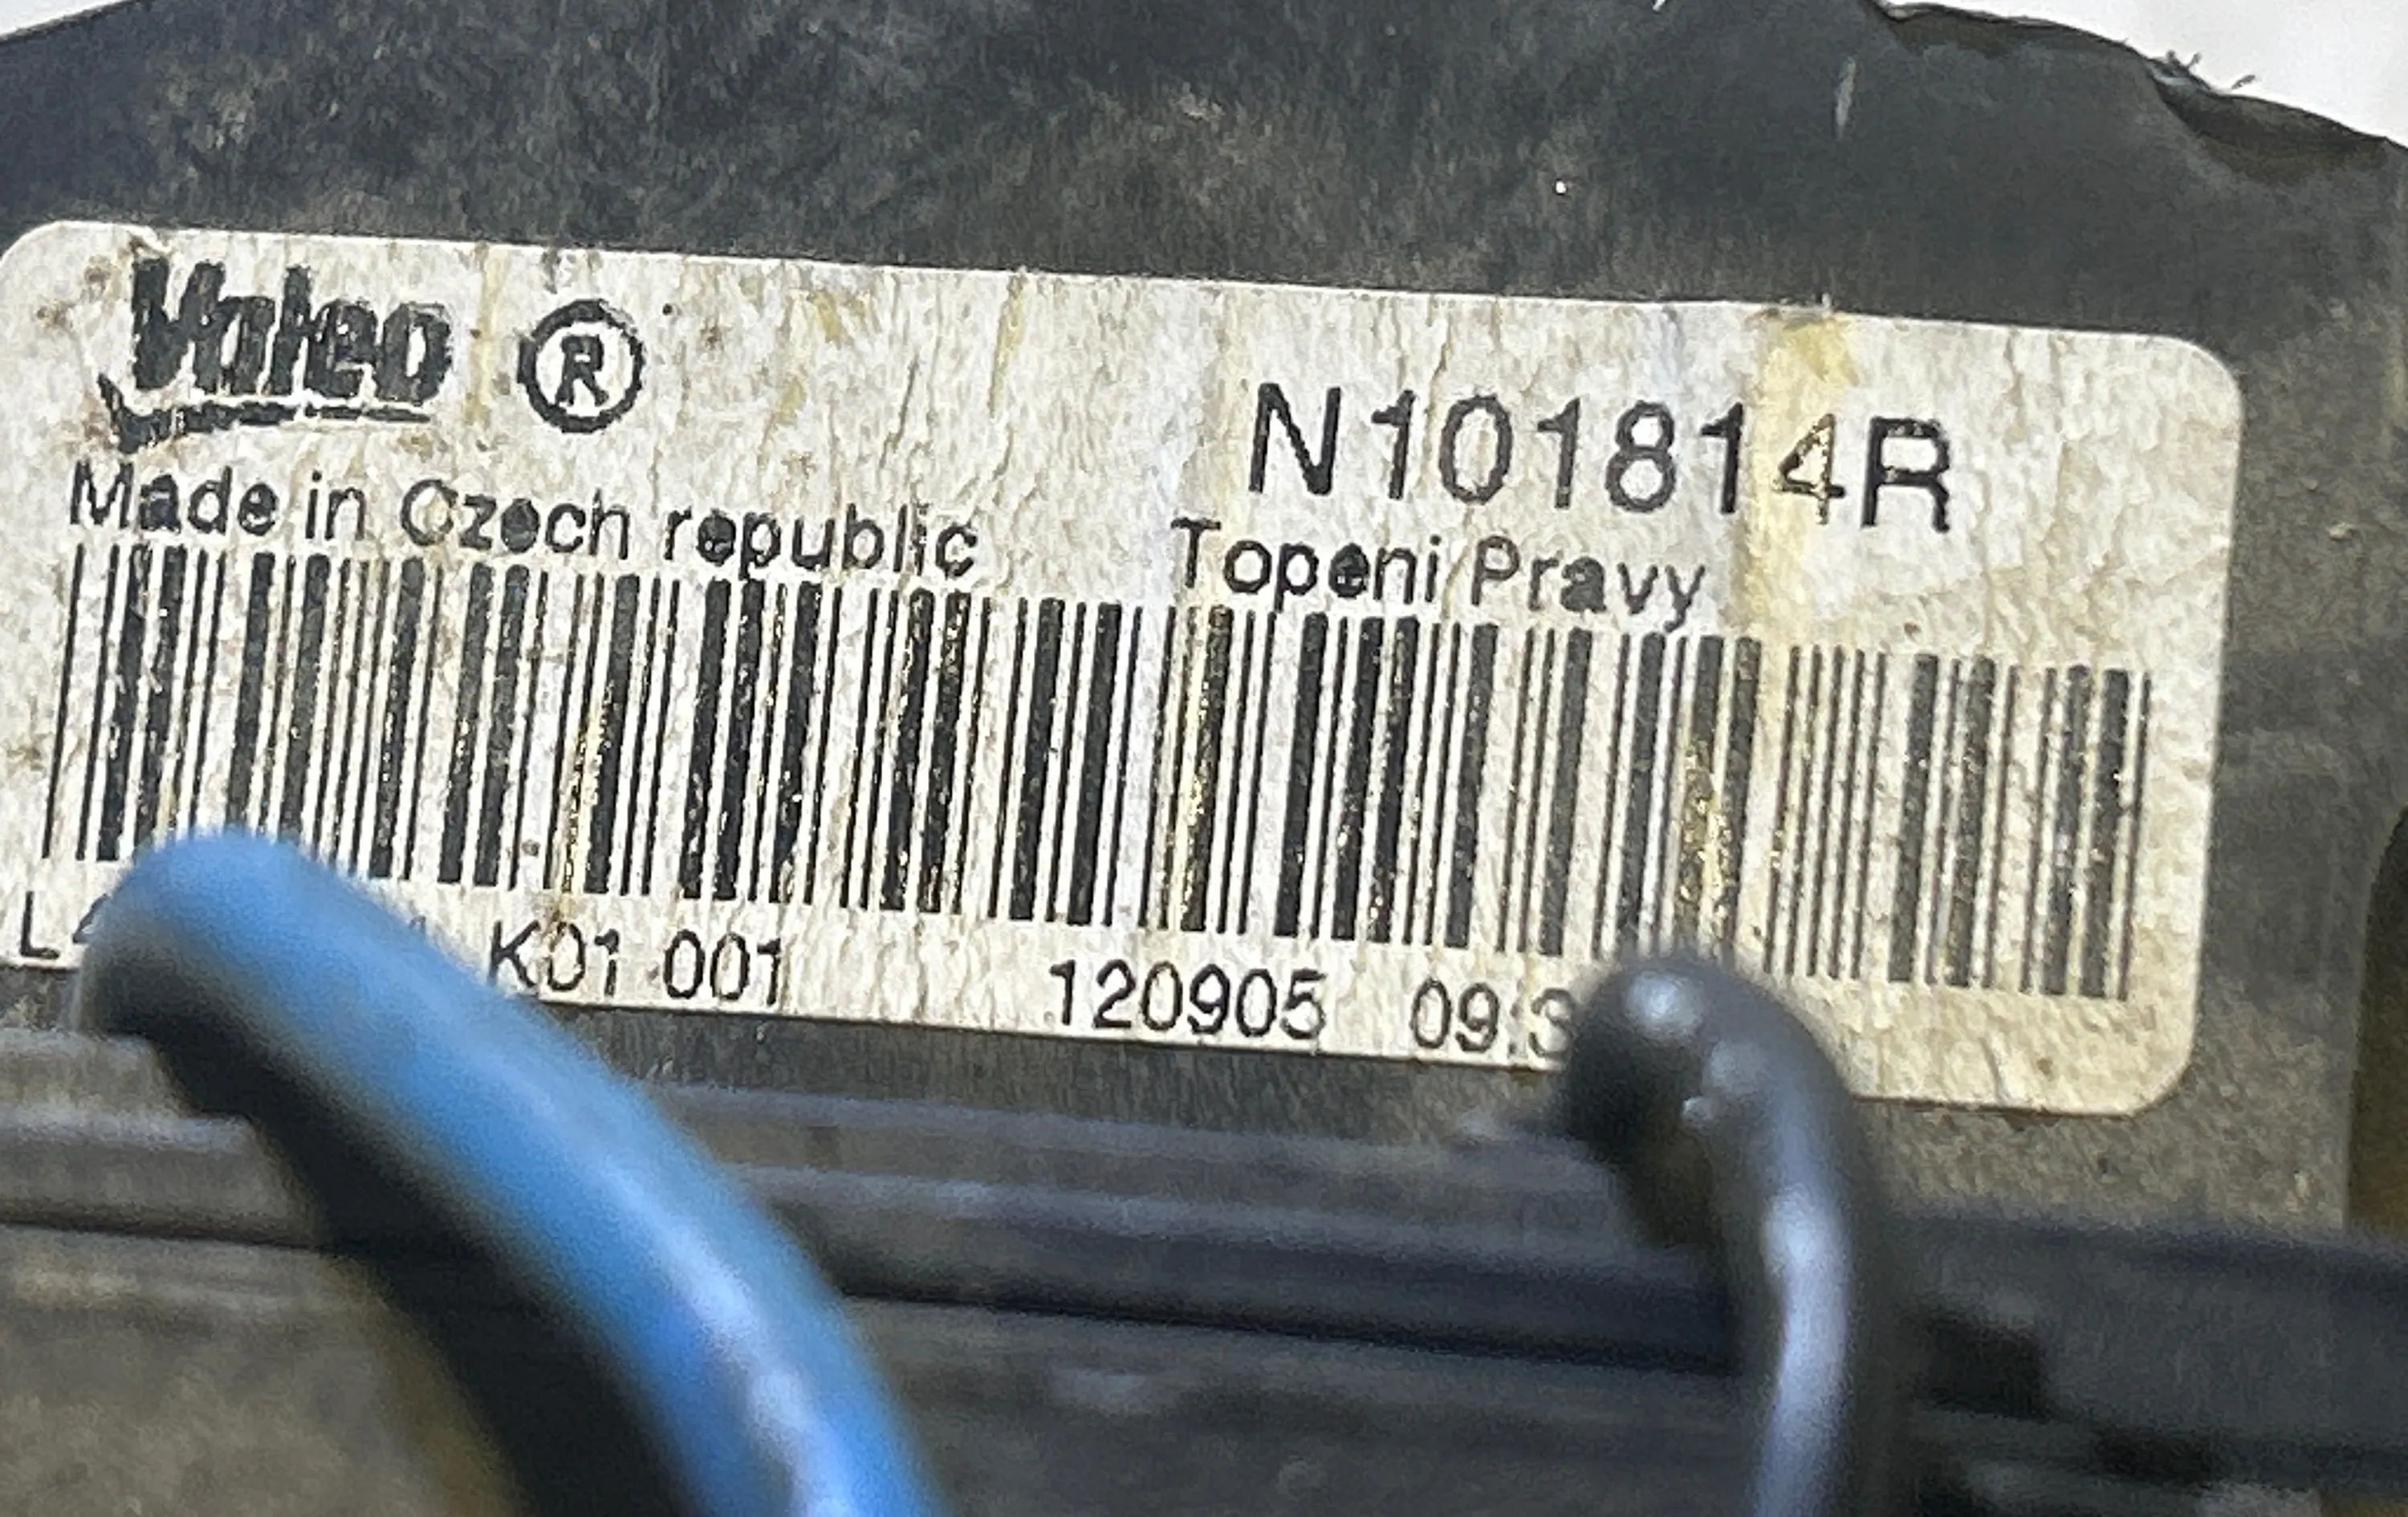 Valeo ®
N101814R
Made in Czech republic
Topeni Pravy
K01 001 120905